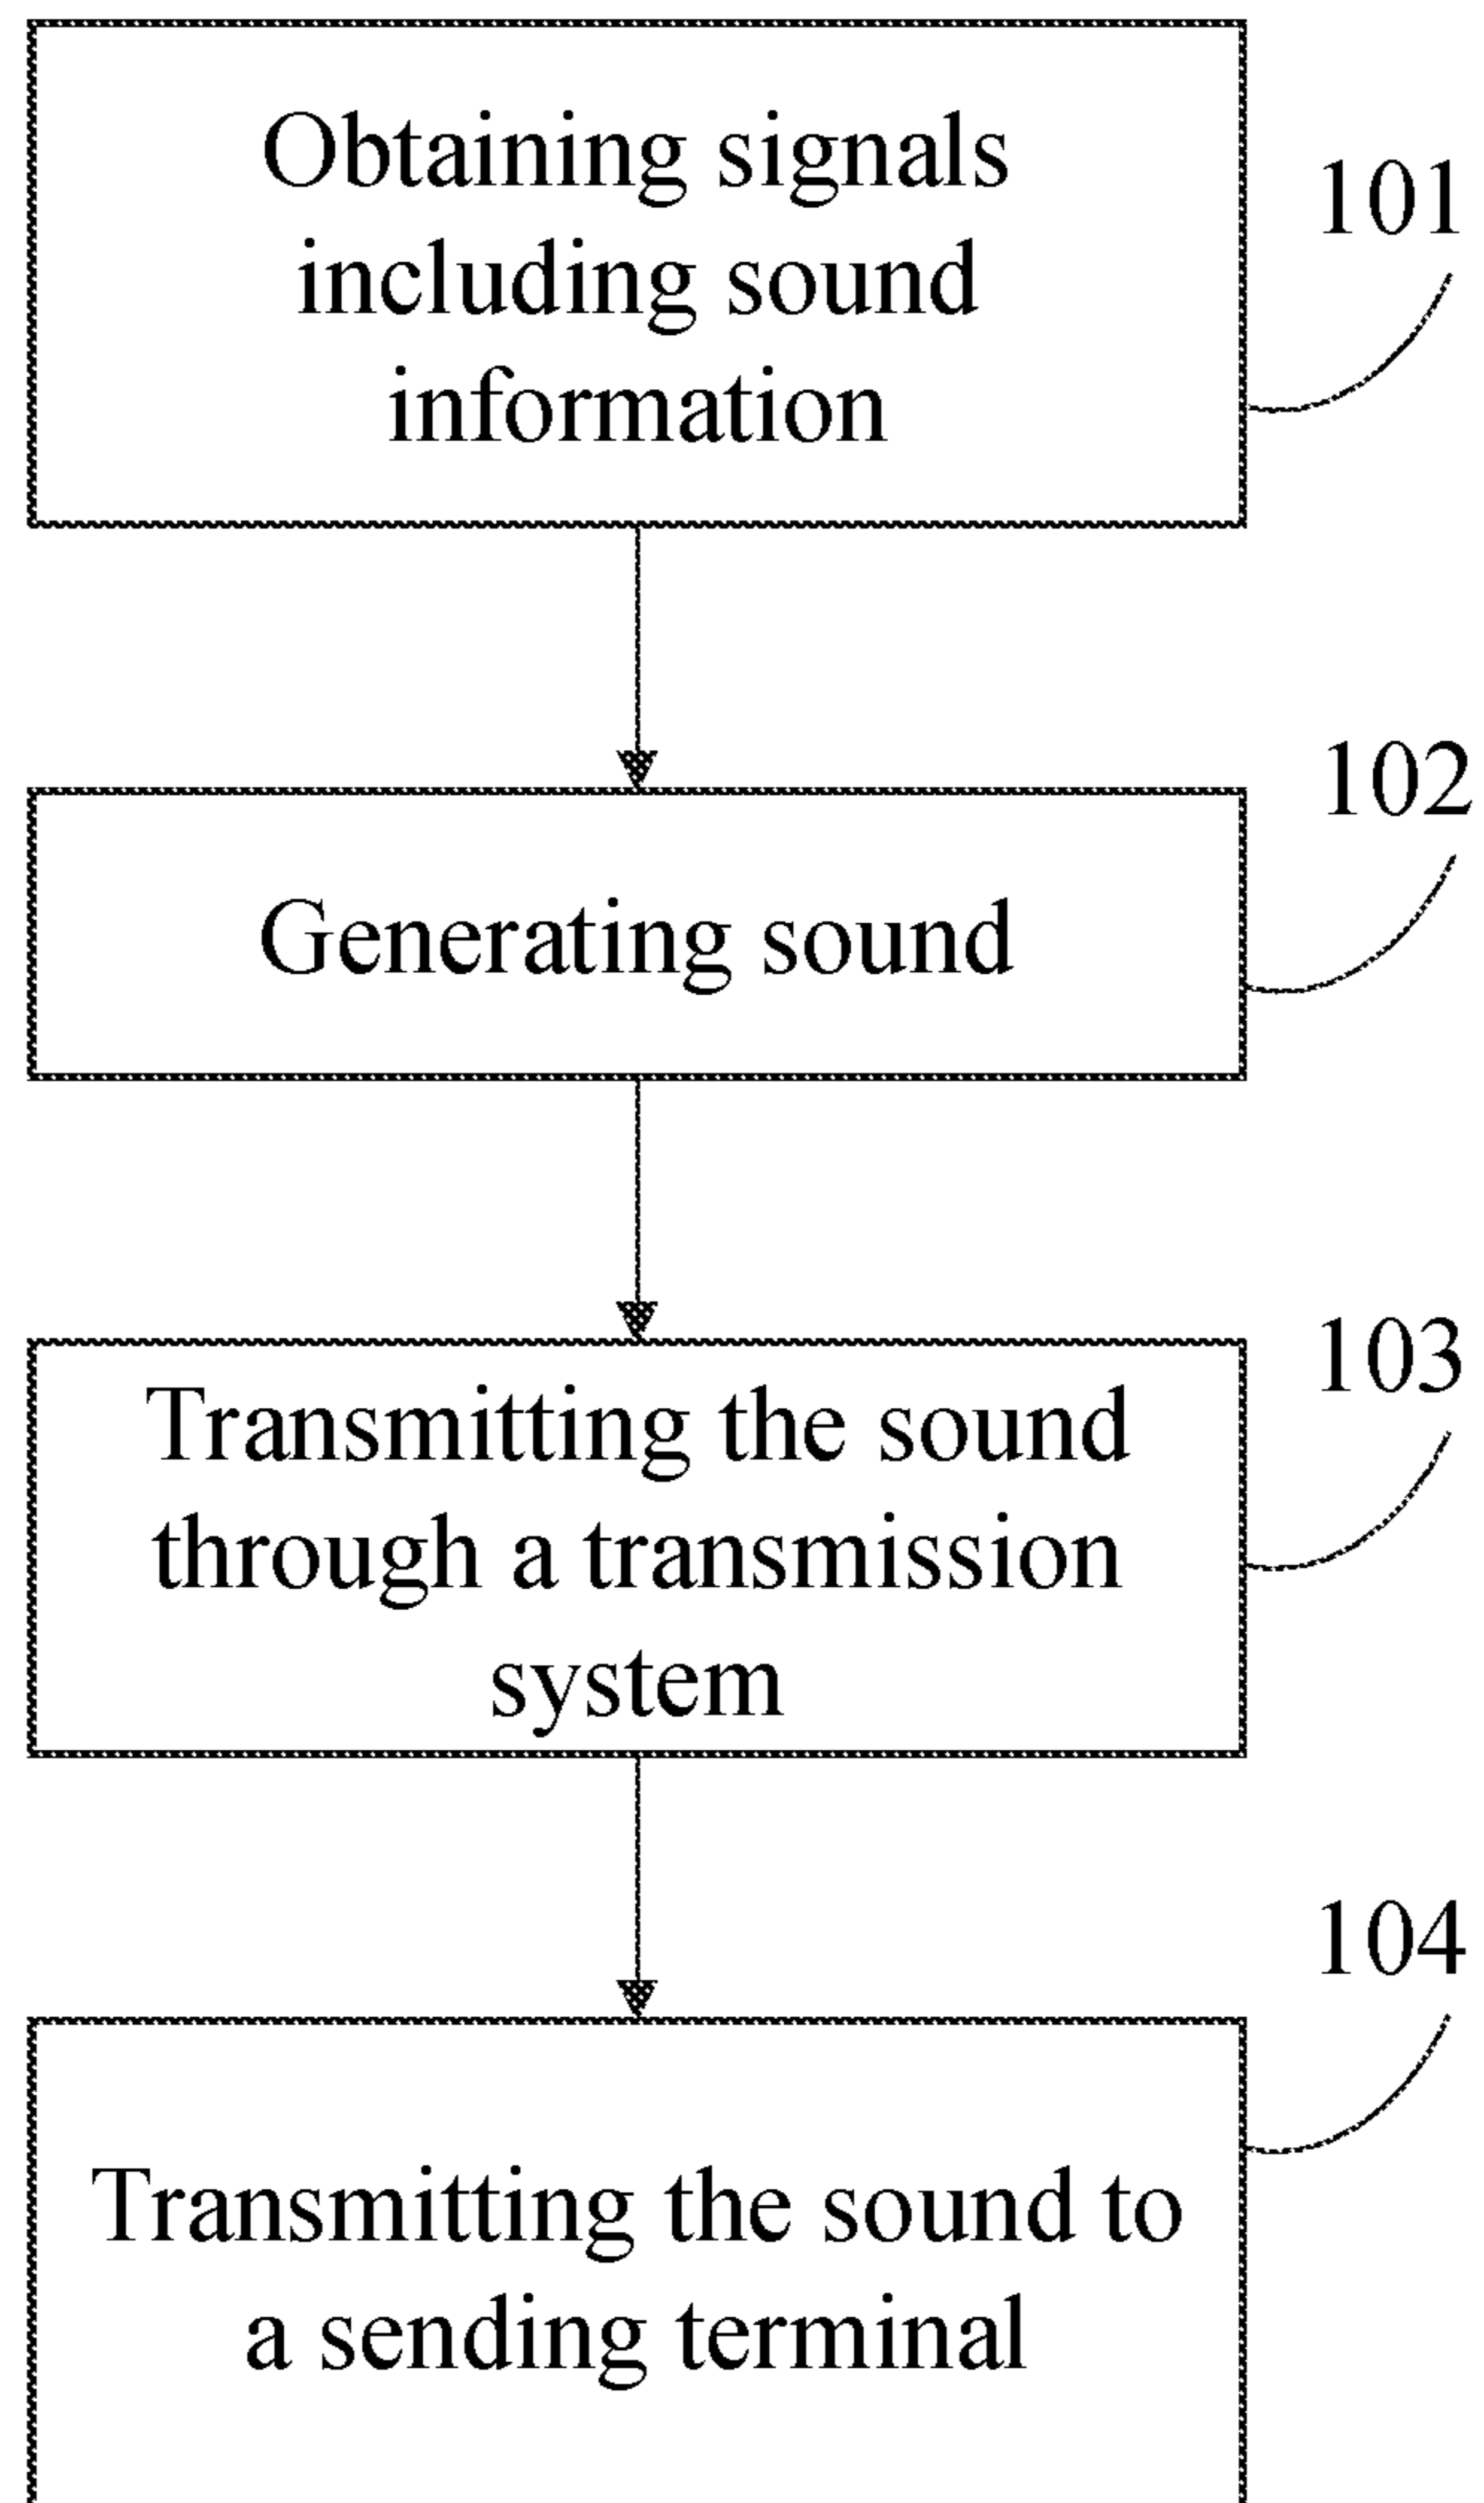 Obtaining signals
including sound
information
101
102
Generating sound
103
Transmitting the sound
through a transmission
system
104
Transmitting the sound to
a sending terminal